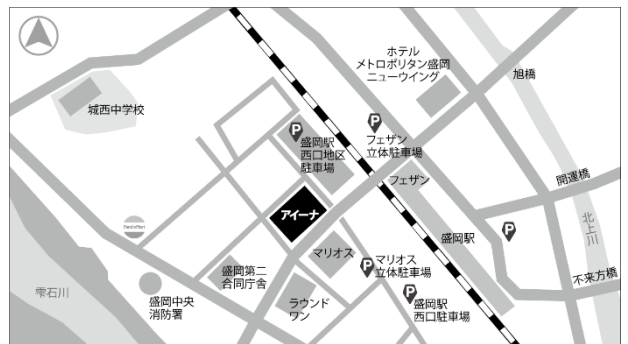 ホテル
メトロポリタン盛岡
ニューウイング
旭橋
城西中学校
P
盛岡駅
西口地区
駐車場
P
フェザン
立体駐車場
フェザン
開運橋
アイーナ
北上川
FamilyMart
盛岡駅
P
マリオス
P
マリオス
立体駐車場
不来方橋
盛岡第二
合同庁舎
雫石川
盛岡中央
消防署
ラウンド
ワン
P
盛岡駅
西口駐車場